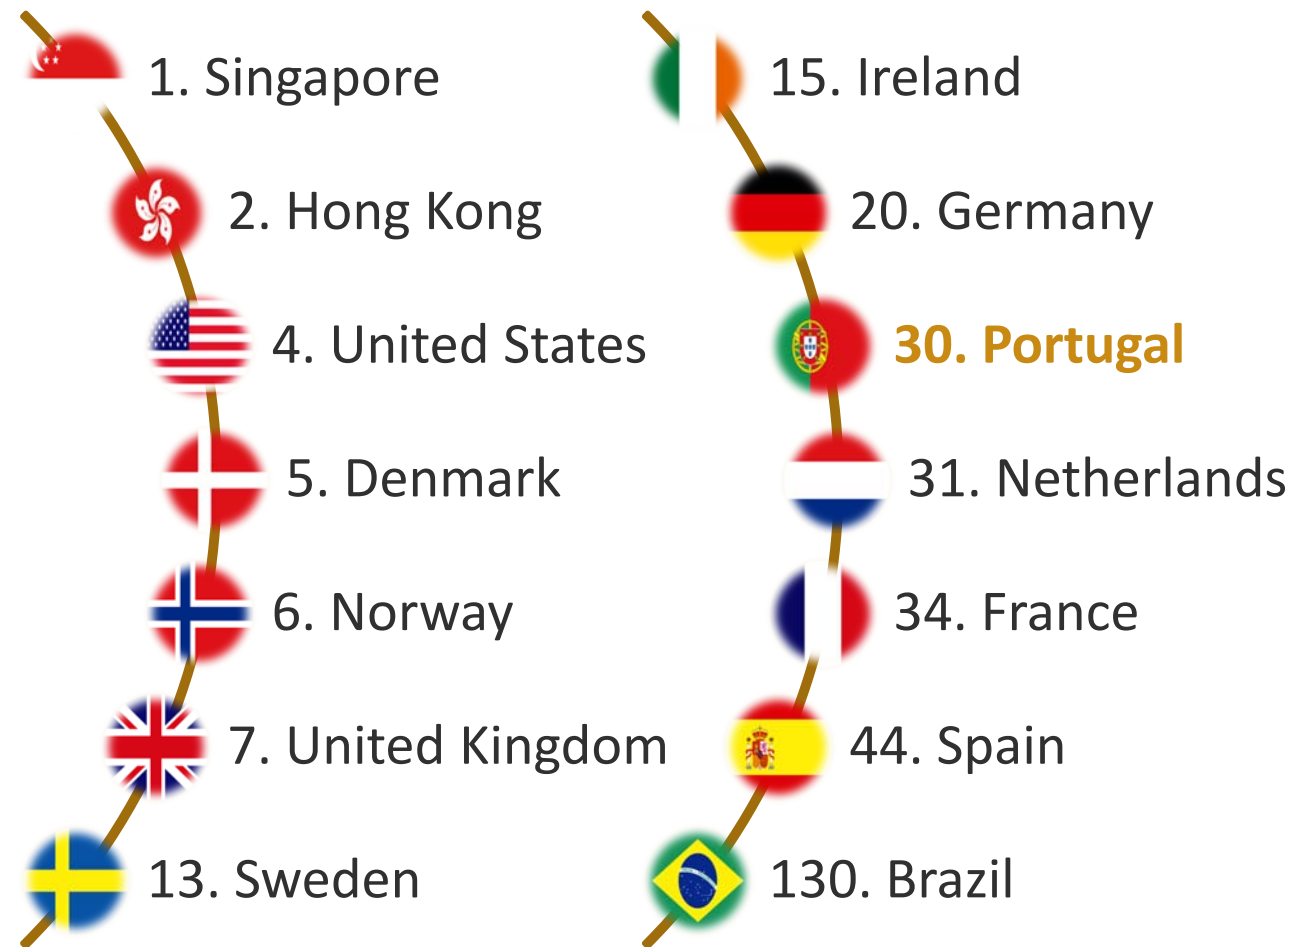 1. Singapore
2. Hong Kong
4. United States
5. Denmark
6. Norway
7. United Kingdom
13. Sweden
15. Ireland
20. Germany
30. Portugal
31. Netherlands
34. France
44. Spain
130. Brazil